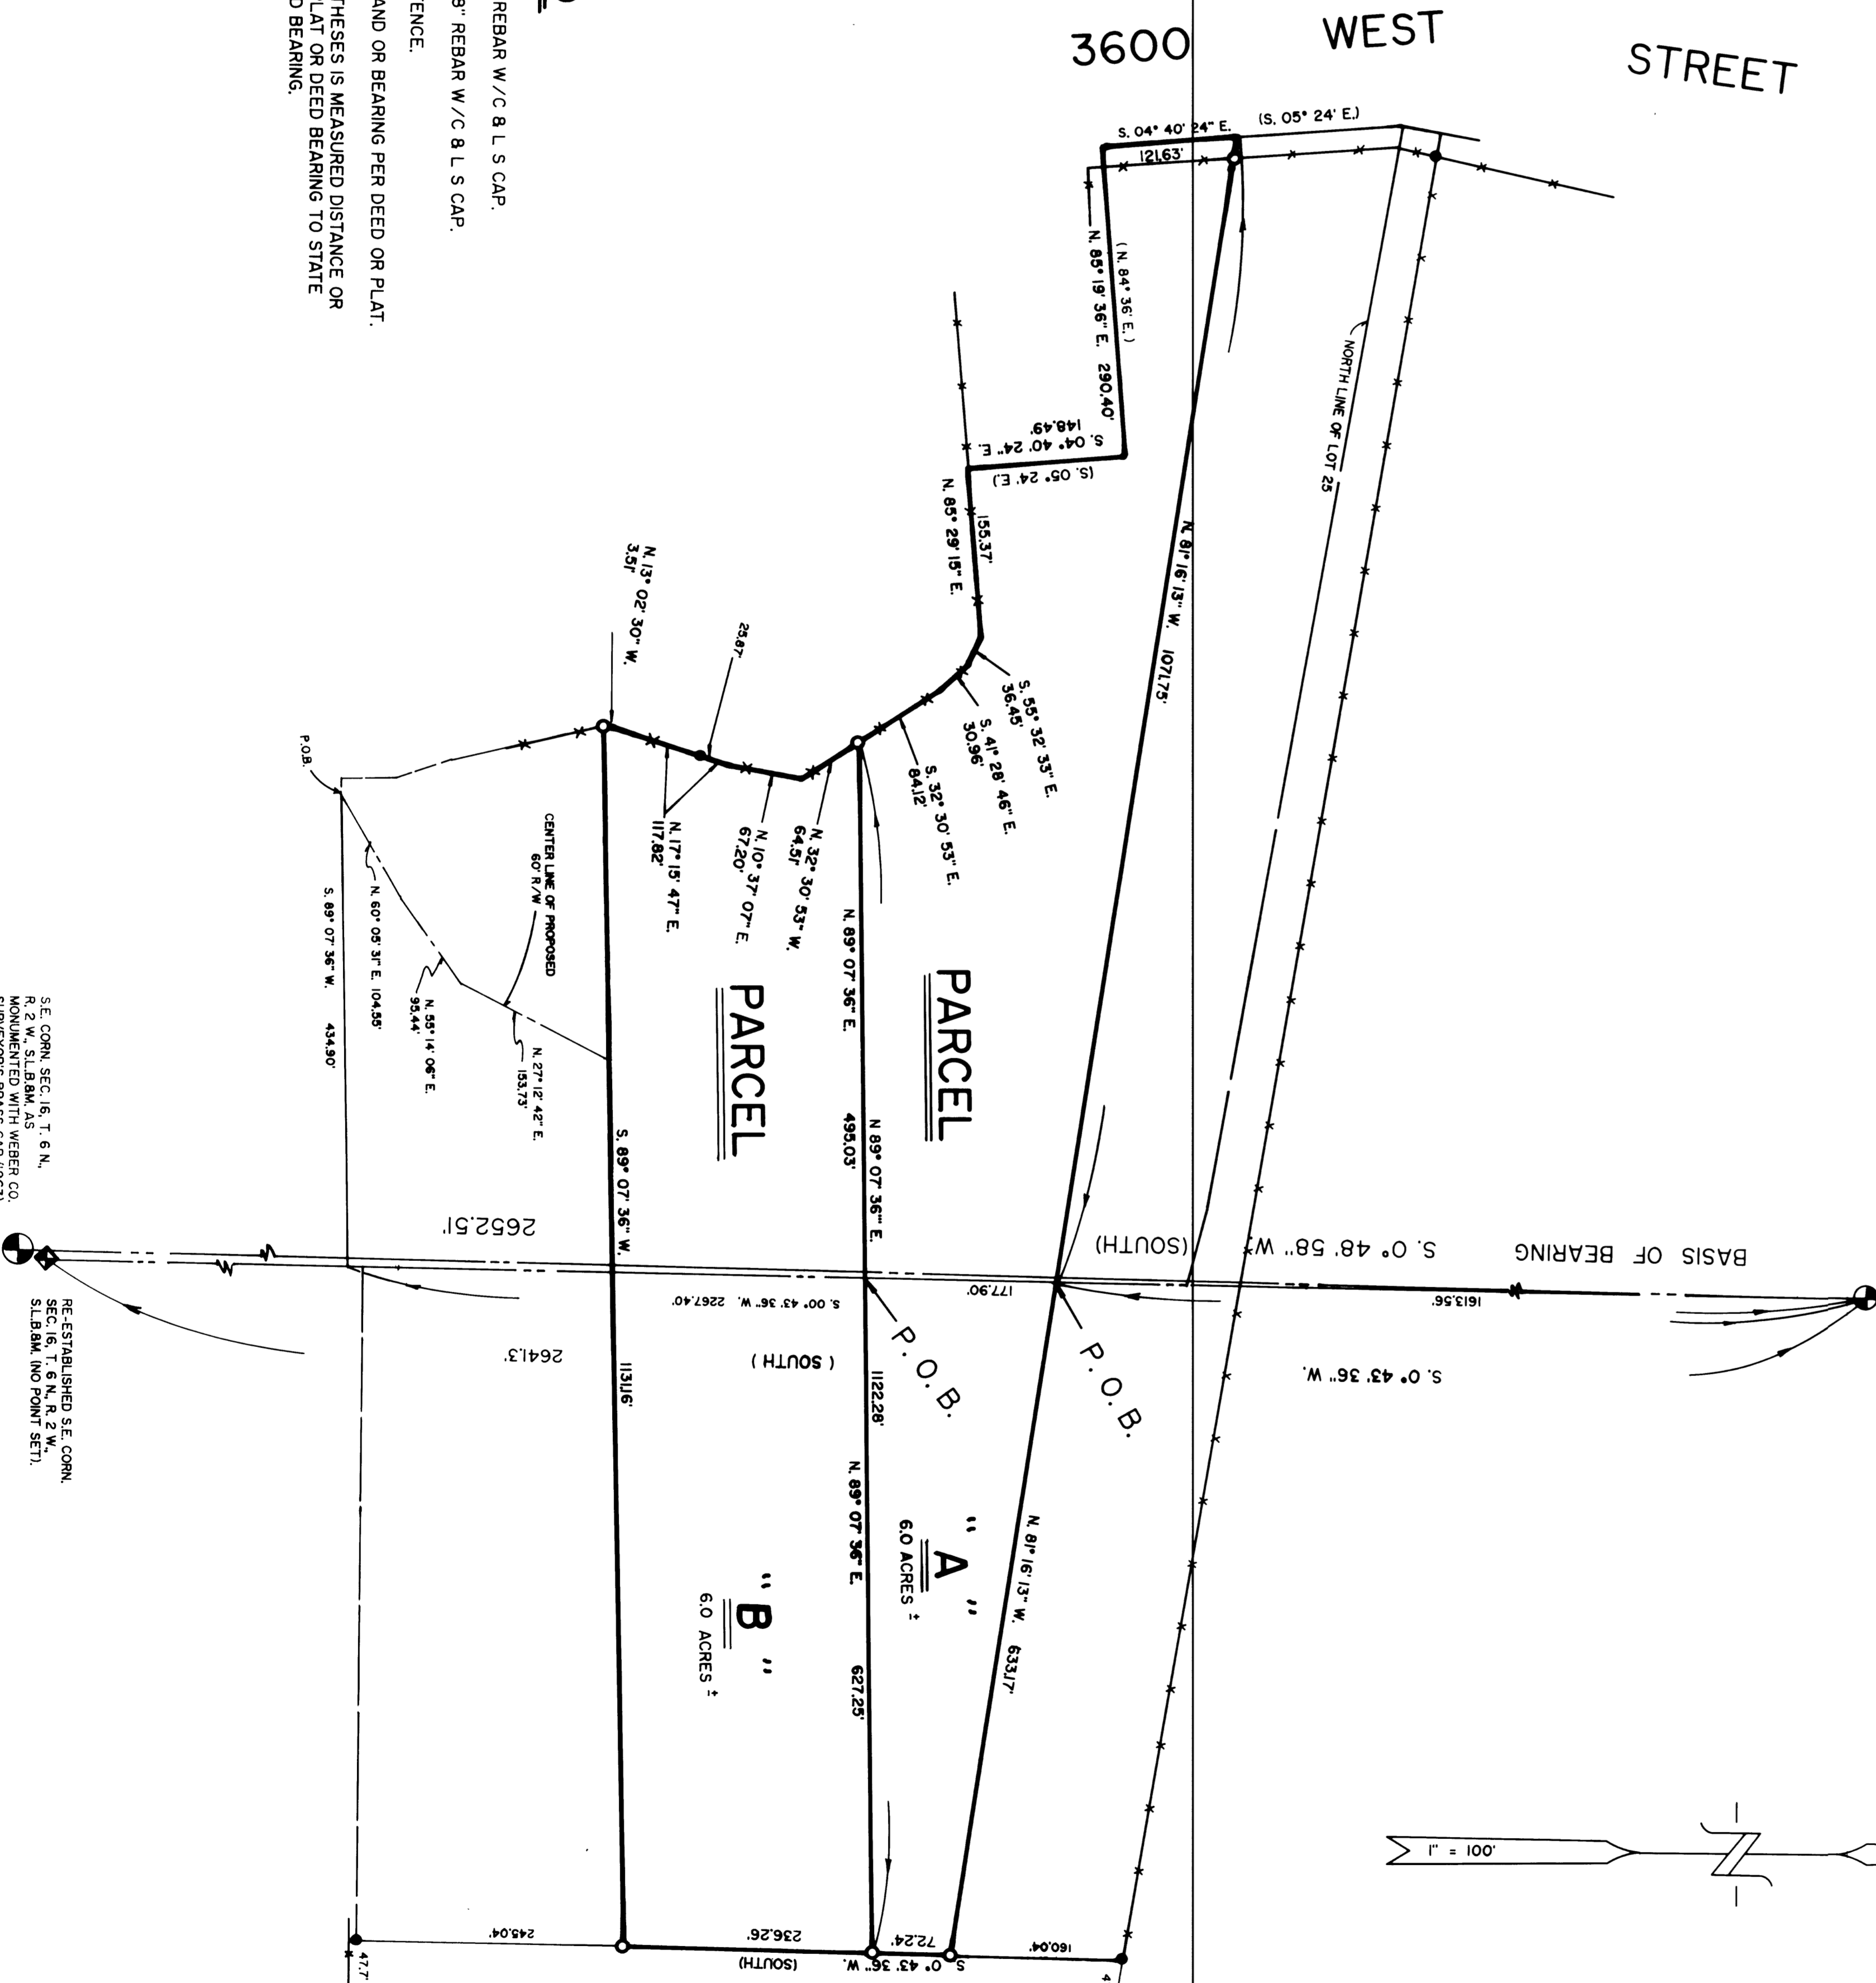 3600 WEST STREET
REBAR W/C & L S CAP.
8" REBAR W/C & L S CAP.
FENCE.
AND OR BEARING PER DEED OR PLAT.
THESES IS MEASURED DISTANCE OR
LAT OR DEED BEARING TO STATE
D BEARING.
S. 04° 40' 24" E.
121.63'
(S. 05° 24' E.)
(N. 84° 36' E.)
N. 85° 19' 36" E. 290.40'
NORTH LINE OF LOT 25
S. 04° 40' 24" E.
148.49'
(S. 05° 24' E.)
N. 85° 29' 15" E.
155.37'
N. 81° 16' 13" W. 1071.75'
N. 13° 02' 30" W.
3.51'
25.87'
S. 55° 32' 33" E.
36.45'
S. 41° 28' 46" E.
30.96'
S. 32° 30' 53" E.
84.12'
N. 32° 30' 53" W.
64.51'
N. 10° 37' 07" E.
67.20'
N. 17° 15' 47" E.
117.82'
P.O.B.
CENTER LINE OF PROPOSED
60' R/W
S. 89° 07' 36" W. 434.90'
N. 60° 05' 31" E. 104.55'
N. 55° 14' 06" E.
95.44'
N. 27° 12' 42" E.
153.73'
N. 89° 07' 36" E. 495.03'
N 89° 07' 36"' E.
1122.28'
PARCEL
"A"
6.0 ACRES ±
PARCEL
"B"
6.0 ACRES ±
S. 89° 07' 36" W.
1131.16'
S.E. CORN. SEC. 16, T. 6 N.,
R. 2 W., S.L.B.&M. AS
MONUMENTED WITH WEBER CO.
RE-ESTABLISHED S.E. CORN.
SEC. 16, T. 6 N., R. 2 W.,
S.L.B.&M. (NO POINT SET).
BASIS OF BEARING S. 0° 48' 58" W. (SOUTH)
2652.51'
1613.56'
177.90'
S. 00° 43' 36" W. 2267.40'
S. 0° 43' 36" W.
(SOUTH)
2641.3'
P. O. B.
P. O. B.
N. 89° 07' 36" E. 627.25'
N. 81° 16' 13" W. 633.17'
1" = 100'
160.04'
72.24'
236.26'
245.04'
S 0° 43' 36" W. (SOUTH)
47.7'
4